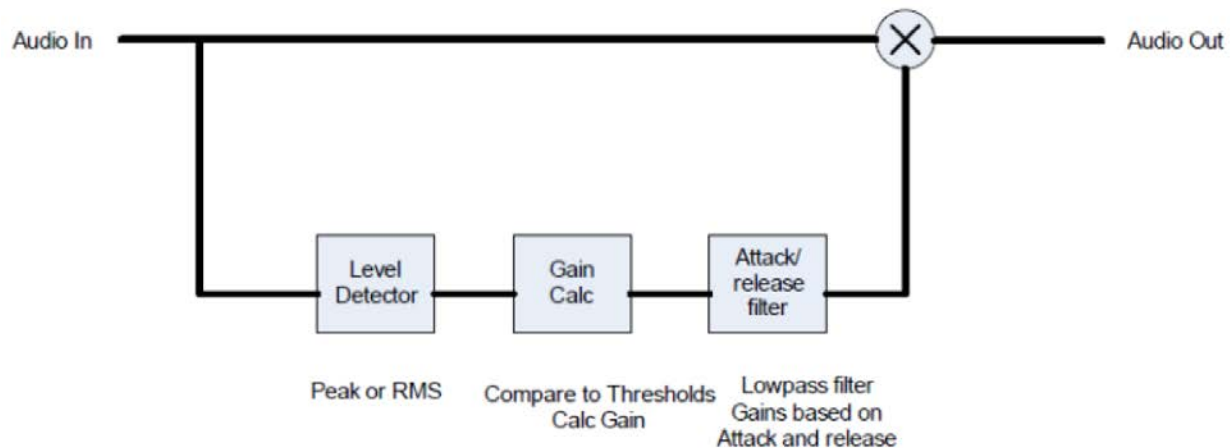 Audio In
Audio Out
Level
Detector
Gain
Calc
Attack/
release
filter
Peak or RMS
Compare to Thresholds
Calc Gain
Lowpass filter
Gains based on
Attack and release